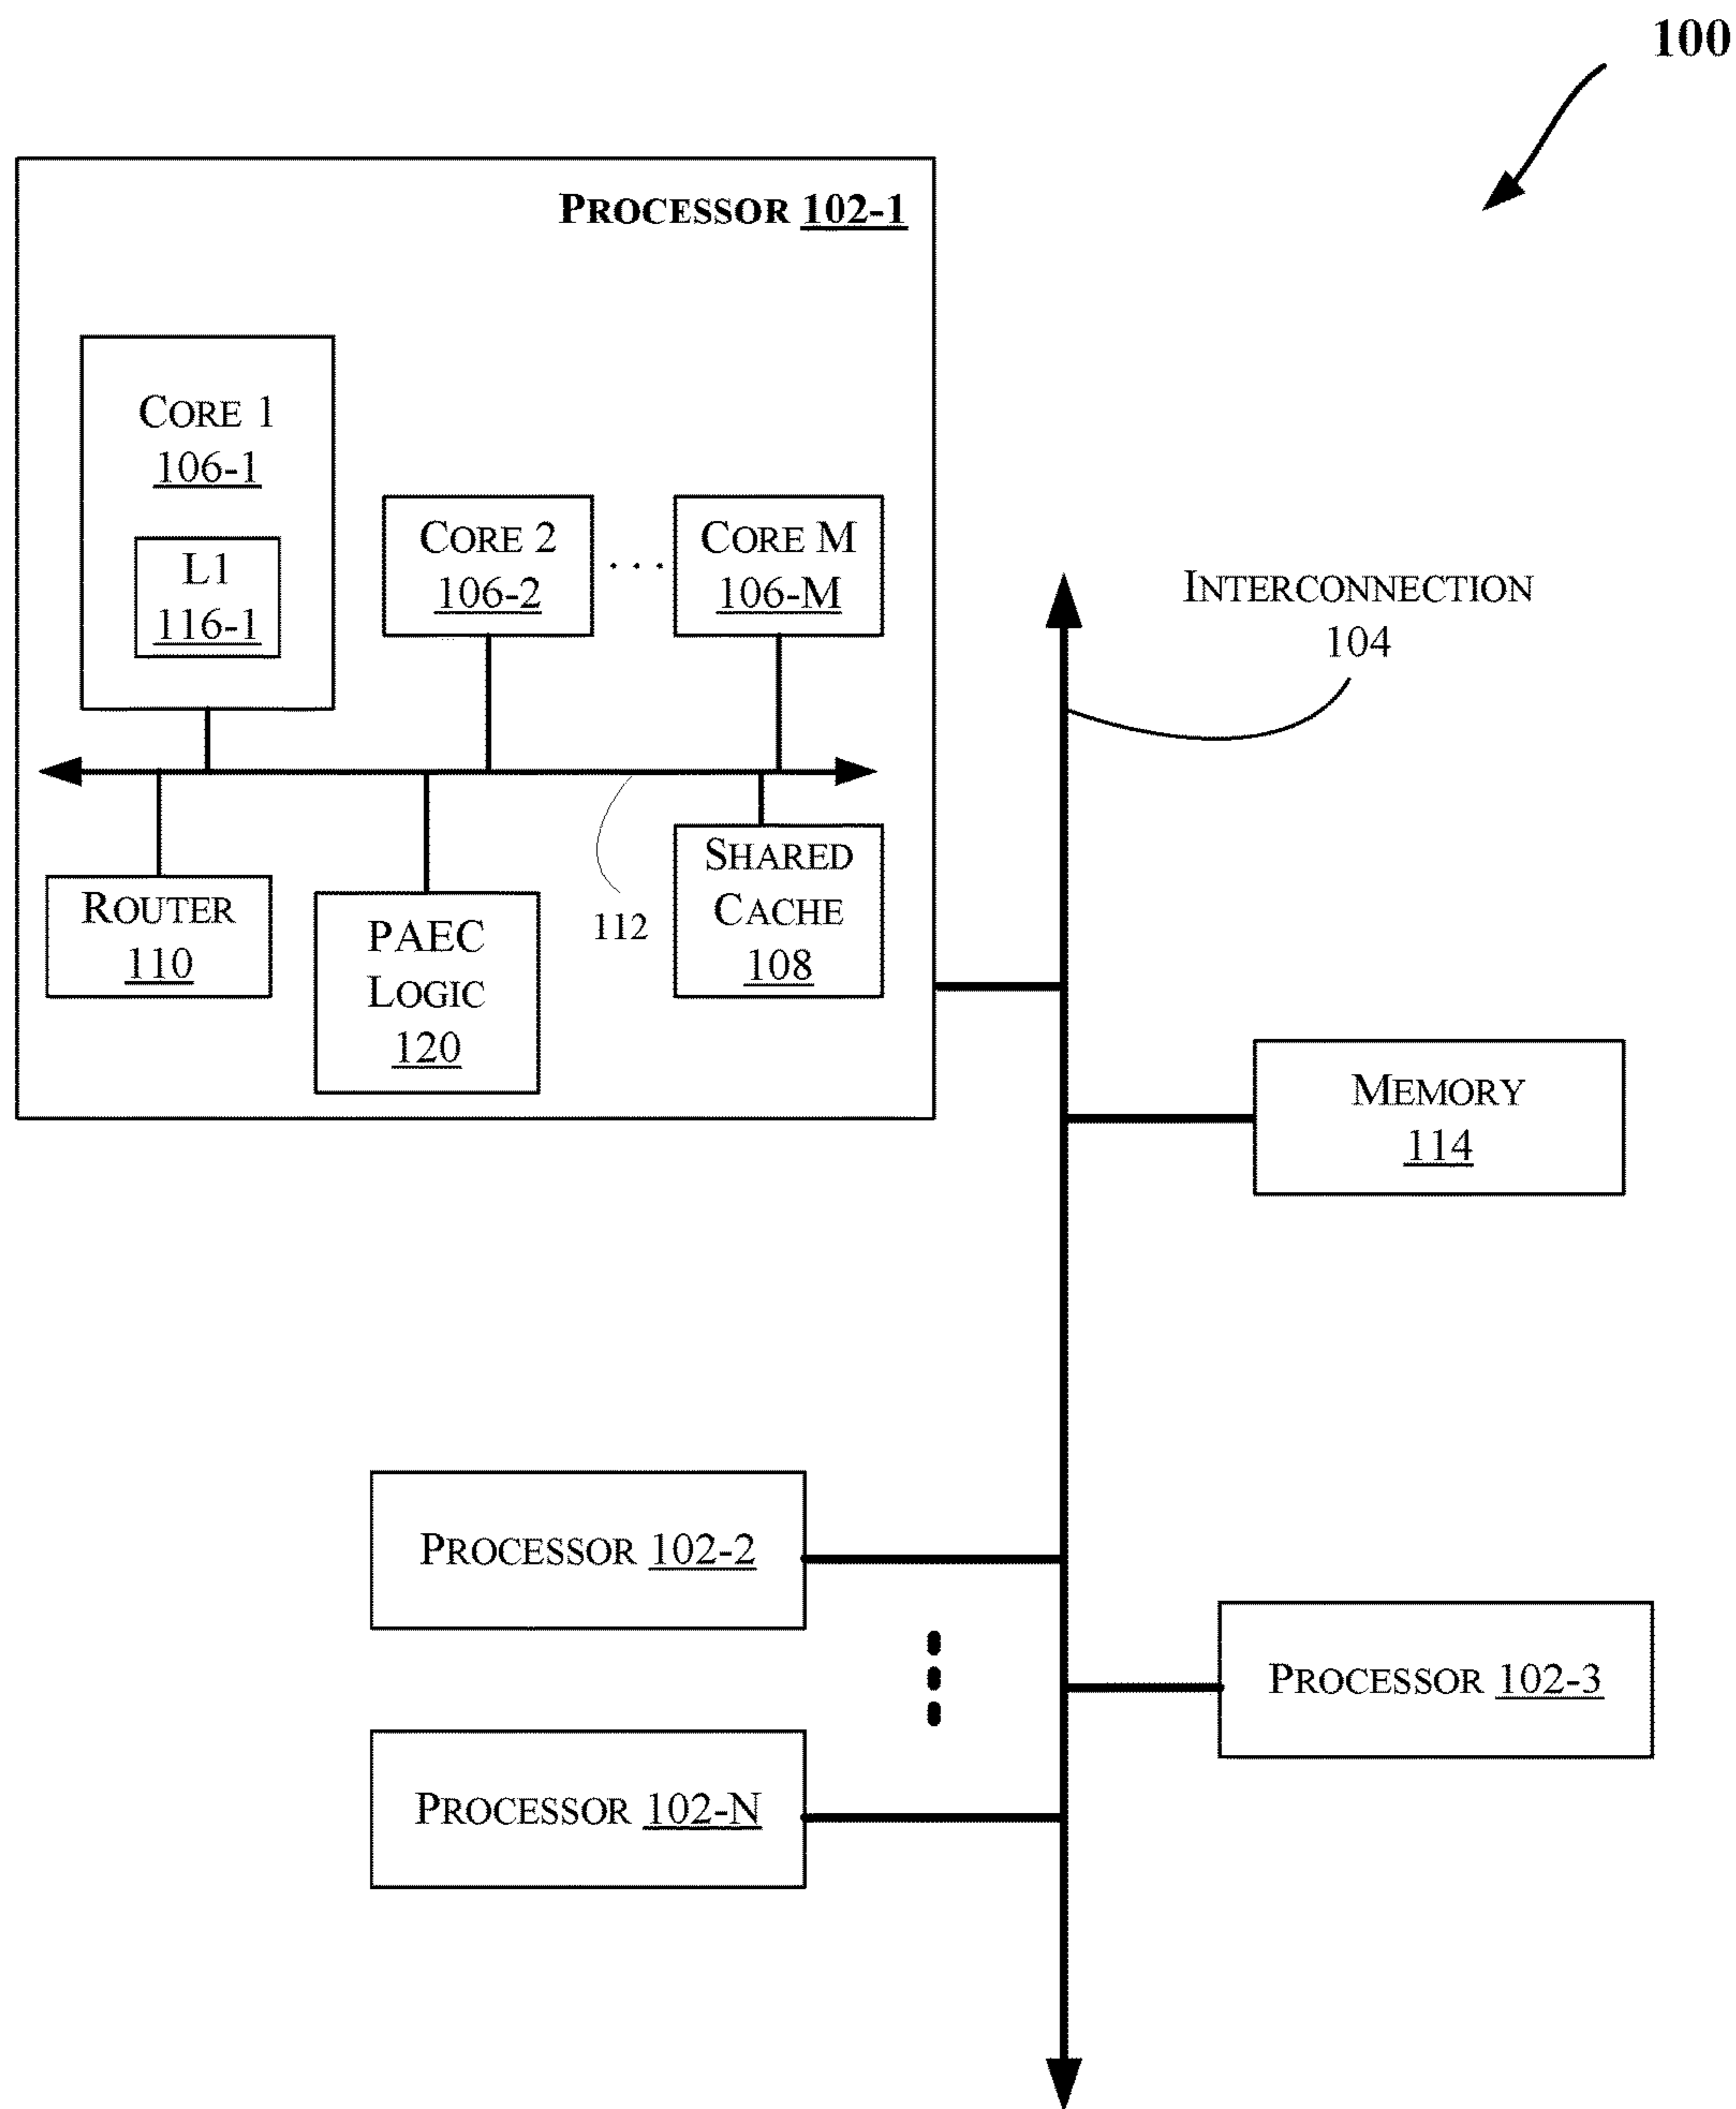 100
PROCESSOR 102-1
CORE 1
106-1
L1
116-1
CORE 2
106-2
. . .
CORE M
106-M
INTERCONNECTION
104
ROUTER
110
PAEC
LOGIC
120
112
SHARED
CACHE
108
MEMORY
114
PROCESSOR 102-2
PROCESSOR 102-3
PROCESSOR 102-N